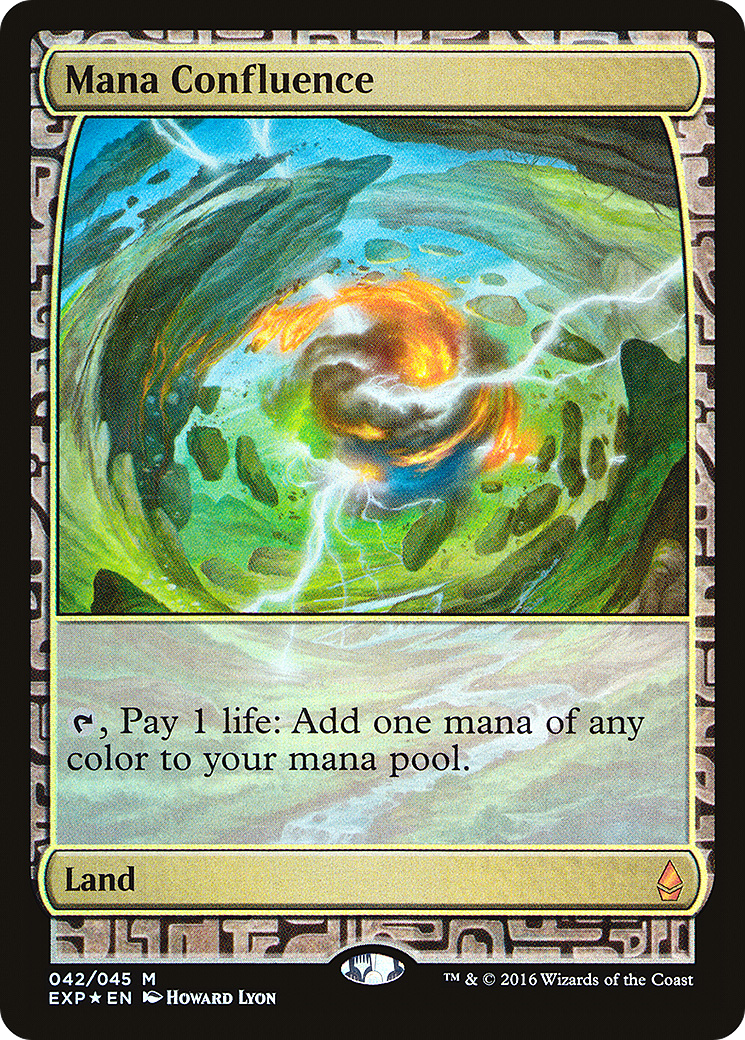 Mana Confluence
, Pay 1 life: Add one mana of any
color to your mana pool.
Land
042/045 M
EXP★EN Howard Lyon
™ & © 2016 Wizards of the Coast